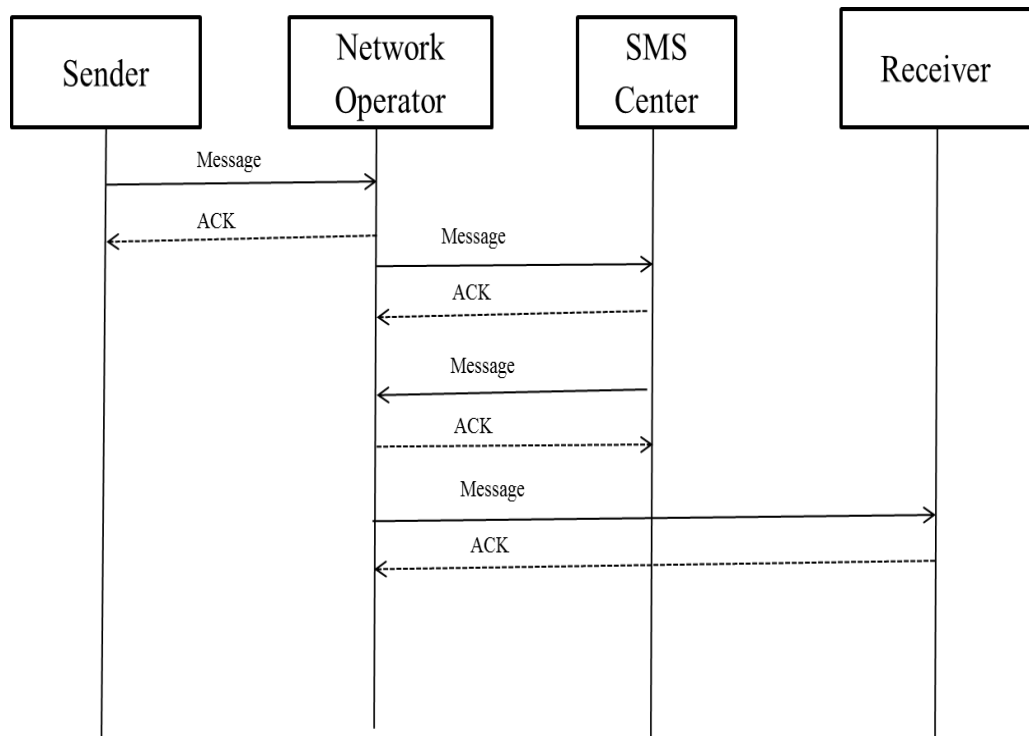 Sender
Network
Operator
SMS
Center
Receiver
Message
ACK
Message
ACK
Message
ACK
Message
ACK